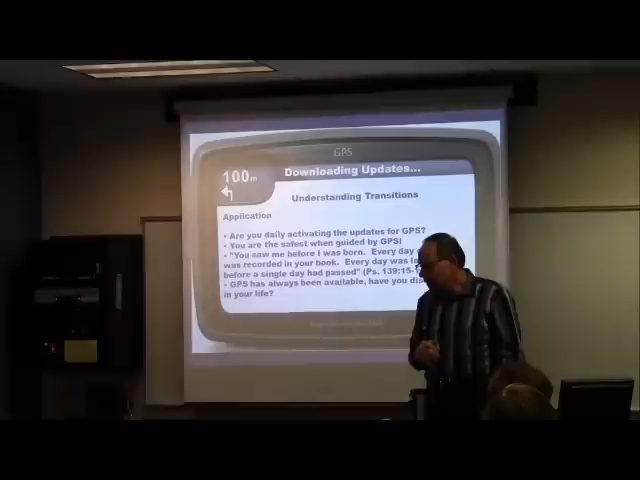 GPS
100m
Downloading Updates...
Understanding Transitions
Application
• Are you daily activating the updates for GPS?
• You are the safest when guided by GPS!
• "You saw me before I was born. Every day
was recorded in your book. Every day was
before a single day had passed" (Ps. 139:15-
• GPS has always been available, have you
in your life?